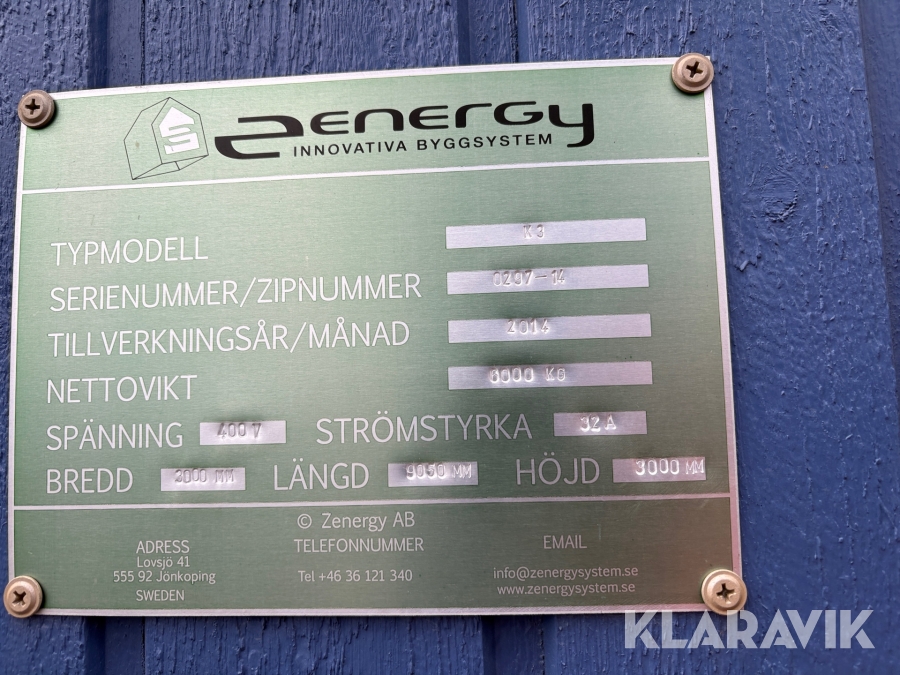 S
Zenergy
INNOVATIVA BYGGSYSTEM
TYPMODELL K3
SERIENUMMER/ZIPNUMMER 0207-14
TILLVERKNINGSÅR/MÅNAD 2014
NETTOVIKT 6000 KG
SPÄNNING 400 V STRÖMSTYRKA 32 A
BREDD MM LÄNGD 9050 MM HÖJD 3000 MM
© Zenergy AB
ADRESS TELEFONNUMMER EMAIL
Lovsjö 41
555 92 Jönkoping Tel +46 36 121 340 info@zenergysystem.se
SWEDEN www.zenergysystem.se
KLARAVIK